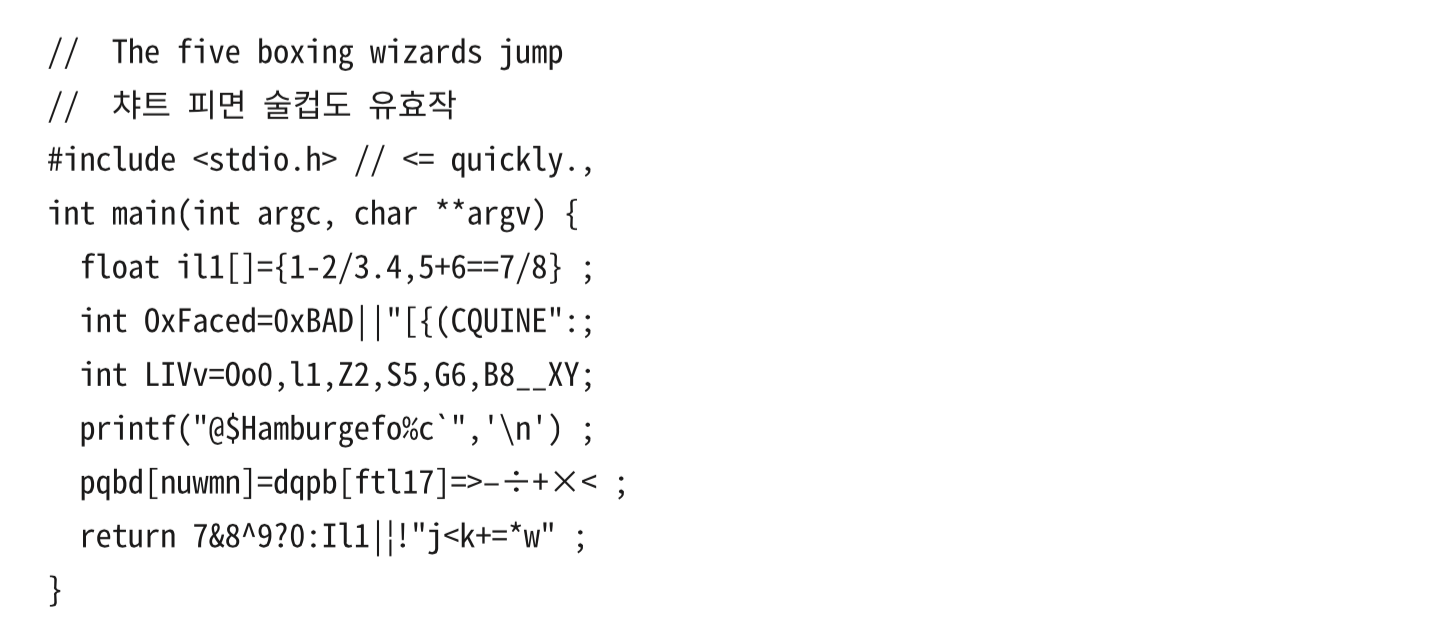 //  The five boxing wizards jump
//  챠트 피면 술컵도 유효작
#include <stdio.h> // <= quickly.,
int main(int argc, char **argv) {
  float il1[]={1-2/3.4,5+6==7/8} ;
  int 0xFaced=0xBAD||"[{(CQUINE":;
  int LIVv=0o0,l1,Z2,S5,G6,B8__XY;
  printf("@$Hamburgefo%c`",'\n') ;
  pqbd[nuwmn]=dqpb[ftl17]=>−÷+×< ;
  return 7&8^9?0:Il1|¦!"j<k+=*w" ;
}